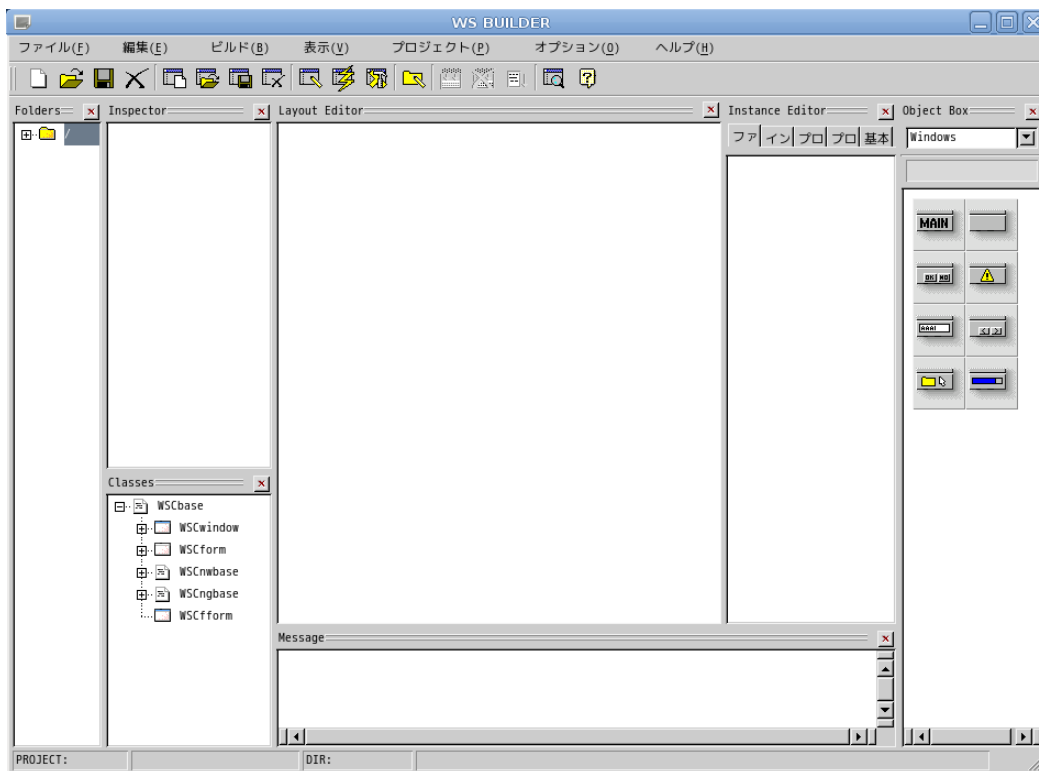 WS BUILDER
ファイル(F) 編集(E) ビルド(B) 表示(V) プロジェクト(P) オプション(O) ヘルプ(H)
Folders Inspector Layout Editor Instance Editor Object Box
/
ファ イン プロ プロ 基本
Windows
MAIN
OK NO
AAAI
Classes
WSCbase
WSCwindow
WSCform
WSCnwbase
WSCngbase
WSCfform
Message
PROJECT: DIR: